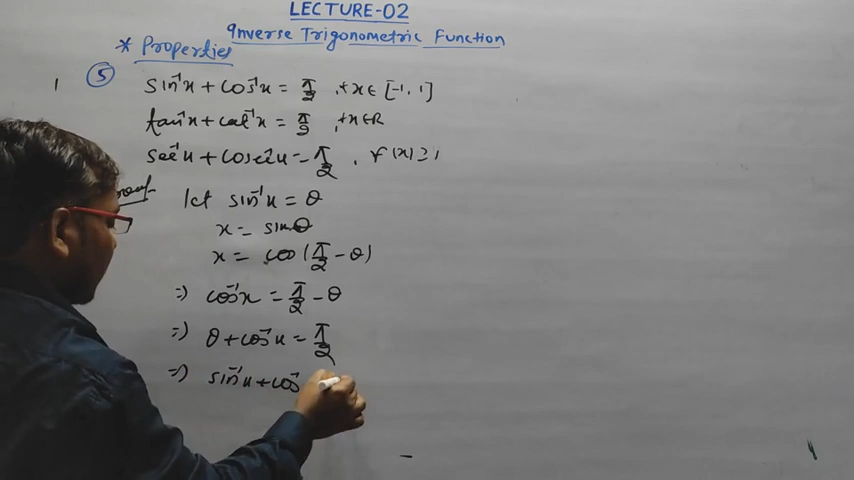 LECTURE-02
Inverse Trigonometric Function
* Properties
⑤ sin⁻¹x + cos⁻¹x = π/2 , ∀x∈ [-1, 1]
tan⁻¹x + cot⁻¹x = π/2 , ∀x∈R
sec⁻¹x + cosec⁻¹x = π/2 , ∀ |x| ≥ 1
let sin⁻¹x = θ
x = sinθ
x = cos (π/2 - θ)
=) cos⁻¹x = π/2 - θ
=) θ + cos⁻¹x = π/2
=) sin⁻¹x + cos⁻¹